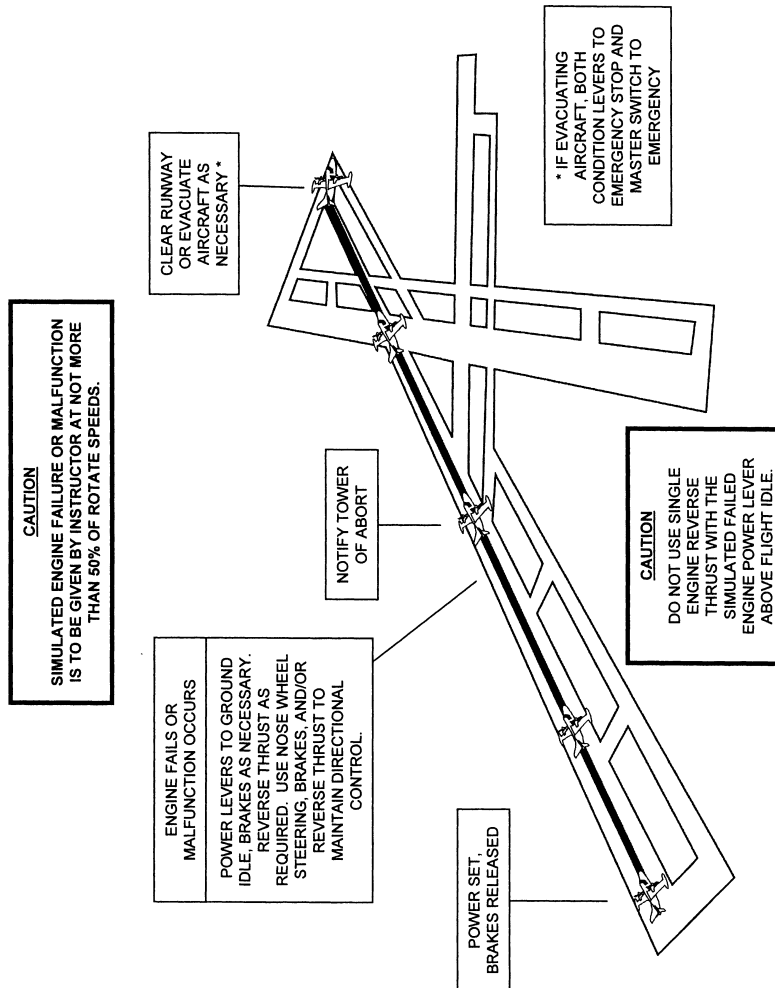 CAUTION
SIMULATED ENGINE FAILURE OR MALFUNCTION
IS TO BE GIVEN BY INSTRUCTOR AT NOT MORE
THAN 50% OF ROTATE SPEEDS.
POWER SET,
BRAKES RELEASED
ENGINE FAILS OR
MALFUNCTION OCCURS
POWER LEVERS TO GROUND
IDLE, BRAKES AS NECESSARY.
REVERSE THRUST AS
REQUIRED. USE NOSE WHEEL
STEERING, BRAKES, AND/OR
REVERSE THRUST TO
MAINTAIN DIRECTIONAL
CONTROL.
NOTIFY TOWER
OF ABORT
CLEAR RUNWAY
OR EVACUATE
AIRCRAFT AS
NECESSARY *
CAUTION
DO NOT USE SINGLE
ENGINE REVERSE
THRUST WITH THE
SIMULATED FAILED
ENGINE POWER LEVER
ABOVE FLIGHT IDLE.
* IF EVACUATING
AIRCRAFT, BOTH
CONDITION LEVERS TO
EMERGENCY STOP AND
MASTER SWITCH TO
EMERGENCY